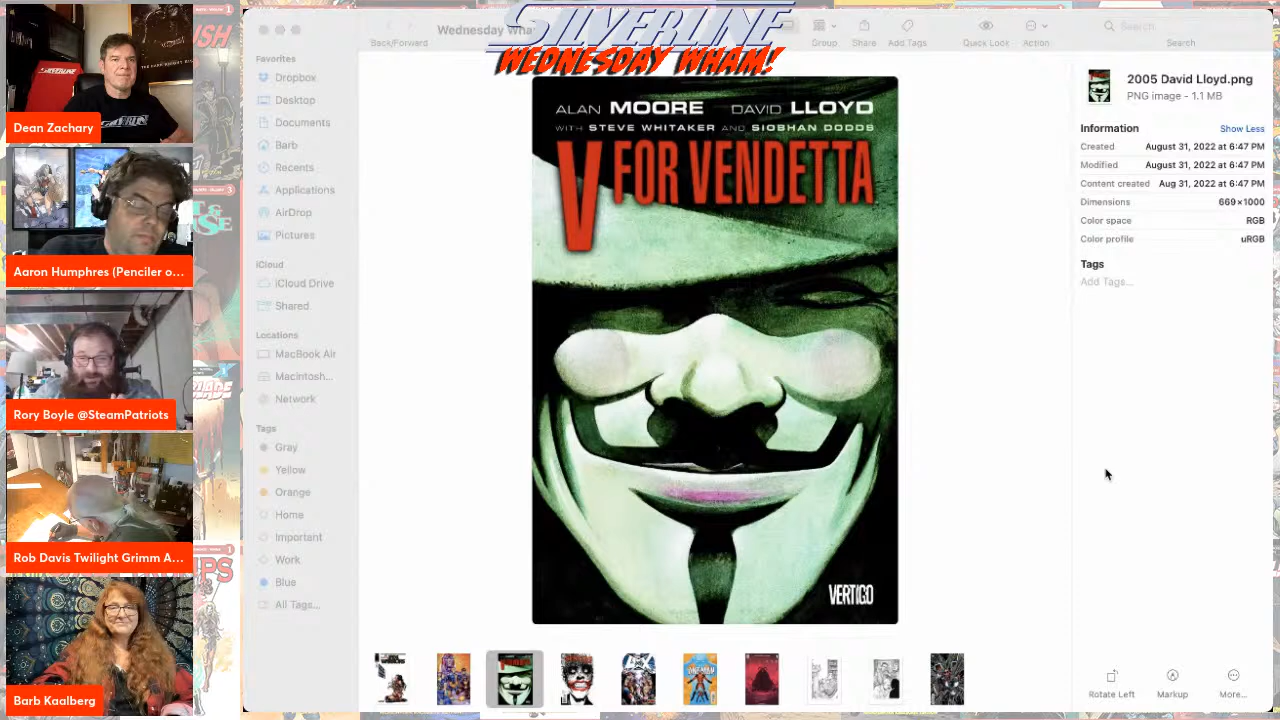 SILVERLINE
WEDNESDAY WHAM!
Dean Zachary
Aaron Humphres (Penciler o...
Rory Boyle @SteamPatriots
Rob Davis Twilight Grimm A...
Barb Kaalberg
Back/Forward
Wednesday Wha
Group
Share
Add Tags
Quick Look
Action
Search
Search
Favorites
Dropbox
Desktop
Documents
Barb
Recents
Applications
AirDrop
Pictures
iCloud
iCloud Drive
Shared
Locations
MacBook Air
Macintosh...
Network
Tags
Gray
Yellow
Orange
Home
Important
Work
Blue
All Tags...
ALAN MOORE DAVID LLOYD
WITH STEVE WHITAKER AND SIOBHAN DODDS
V FOR VENDETTA
VERTIGO
2005 David Lloyd.png
PNG image - 1.1 MB
Information
Show Less
Created August 31, 2022 at 6:47 PM
Modified August 31, 2022 at 6:47 PM
Content created Aug 31, 2022 at 6:47 PM
Dimensions 669×1000
Color space RGB
Color profile uRGB
Tags
Add Tags...
Rotate Left
Markup
More...